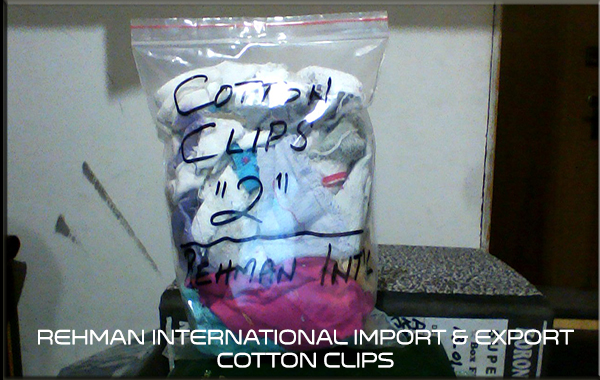 COTTON
CLIPS
"2"
REHMAN INT'L
REHMAN INTERNATIONAL IMPORT & EXPORT
COTTON CLIPS